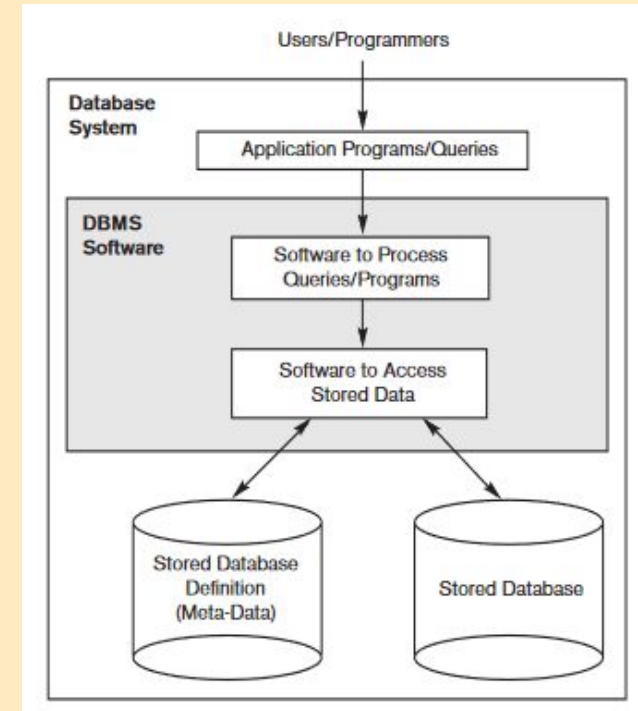 Users/Programmers
Database
System
Application Programs/Queries
DBMS
Software
Software to Process
Queries/Programs
Software to Access
Stored Data
Stored Database
Definition
(Meta-Data)
Stored Database